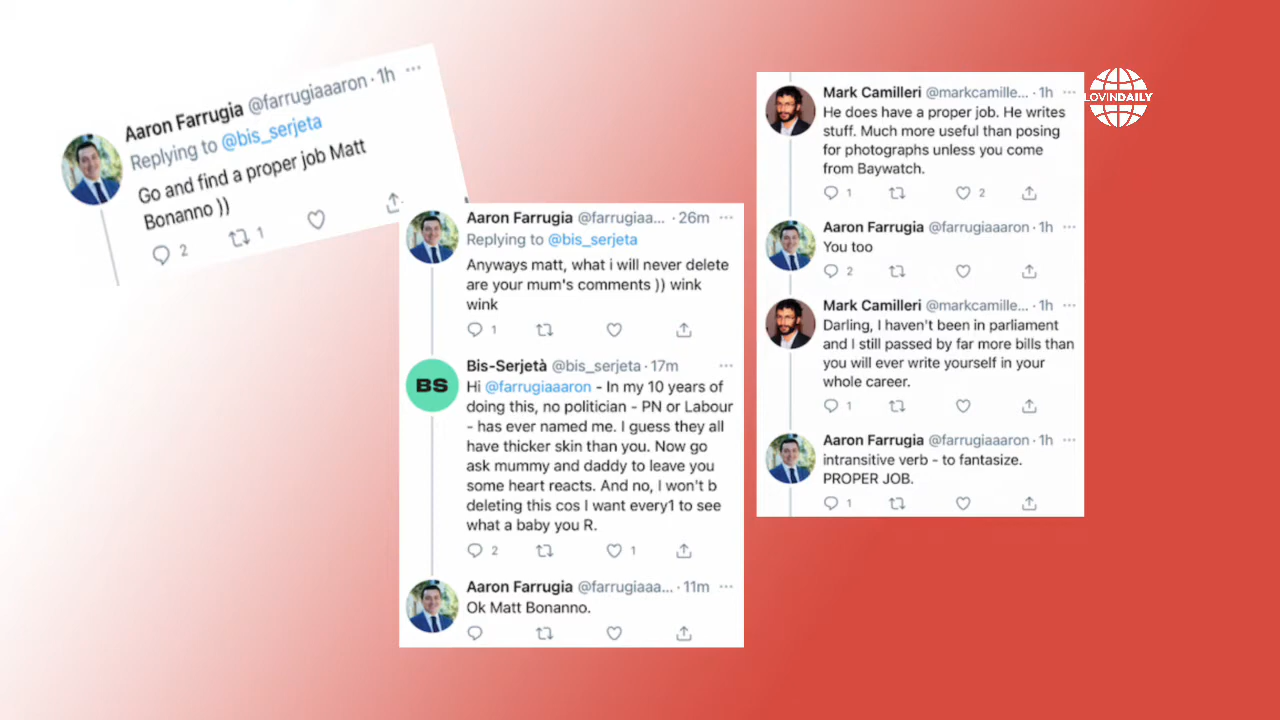 Aaron Farrugia @farrugiaaaron · 1h ···
Replying to @bis_serjeta
Go and find a proper job Matt
Bonanno ))
2 1
Aaron Farrugia @farrugiaa... · 26m ···
Replying to @bis_serjeta
Anyways matt, what i will never delete
are your mum's comments )) wink
wink
1
BS
Bis-Serjetà @bis_serjeta · 17m ···
Hi @farrugiaaaron - In my 10 years of
doing this, no politician - PN or Labour
- has ever named me. I guess they all
have thicker skin than you. Now go
ask mummy and daddy to leave you
some heart reacts. And no, I won't b
deleting this cos I want every1 to see
what a baby you R.
2 1
Aaron Farrugia @farrugiaaa... · 11m ···
Ok Matt Bonanno.
Mark Camilleri @markcamille... · 1h ···
He does have a proper job. He writes
stuff. Much more useful than posing
for photographs unless you come
from Baywatch.
1 2
Aaron Farrugia @farrugiaaaron · 1h ···
You too
2
Mark Camilleri @markcamille... · 1h ···
Darling, I haven't been in parliament
and I still passed by far more bills than
you will ever write yourself in your
whole career.
1
Aaron Farrugia @farrugiaaaron · 1h ···
intransitive verb - to fantasize.
PROPER JOB.
1
LOVINDAILY